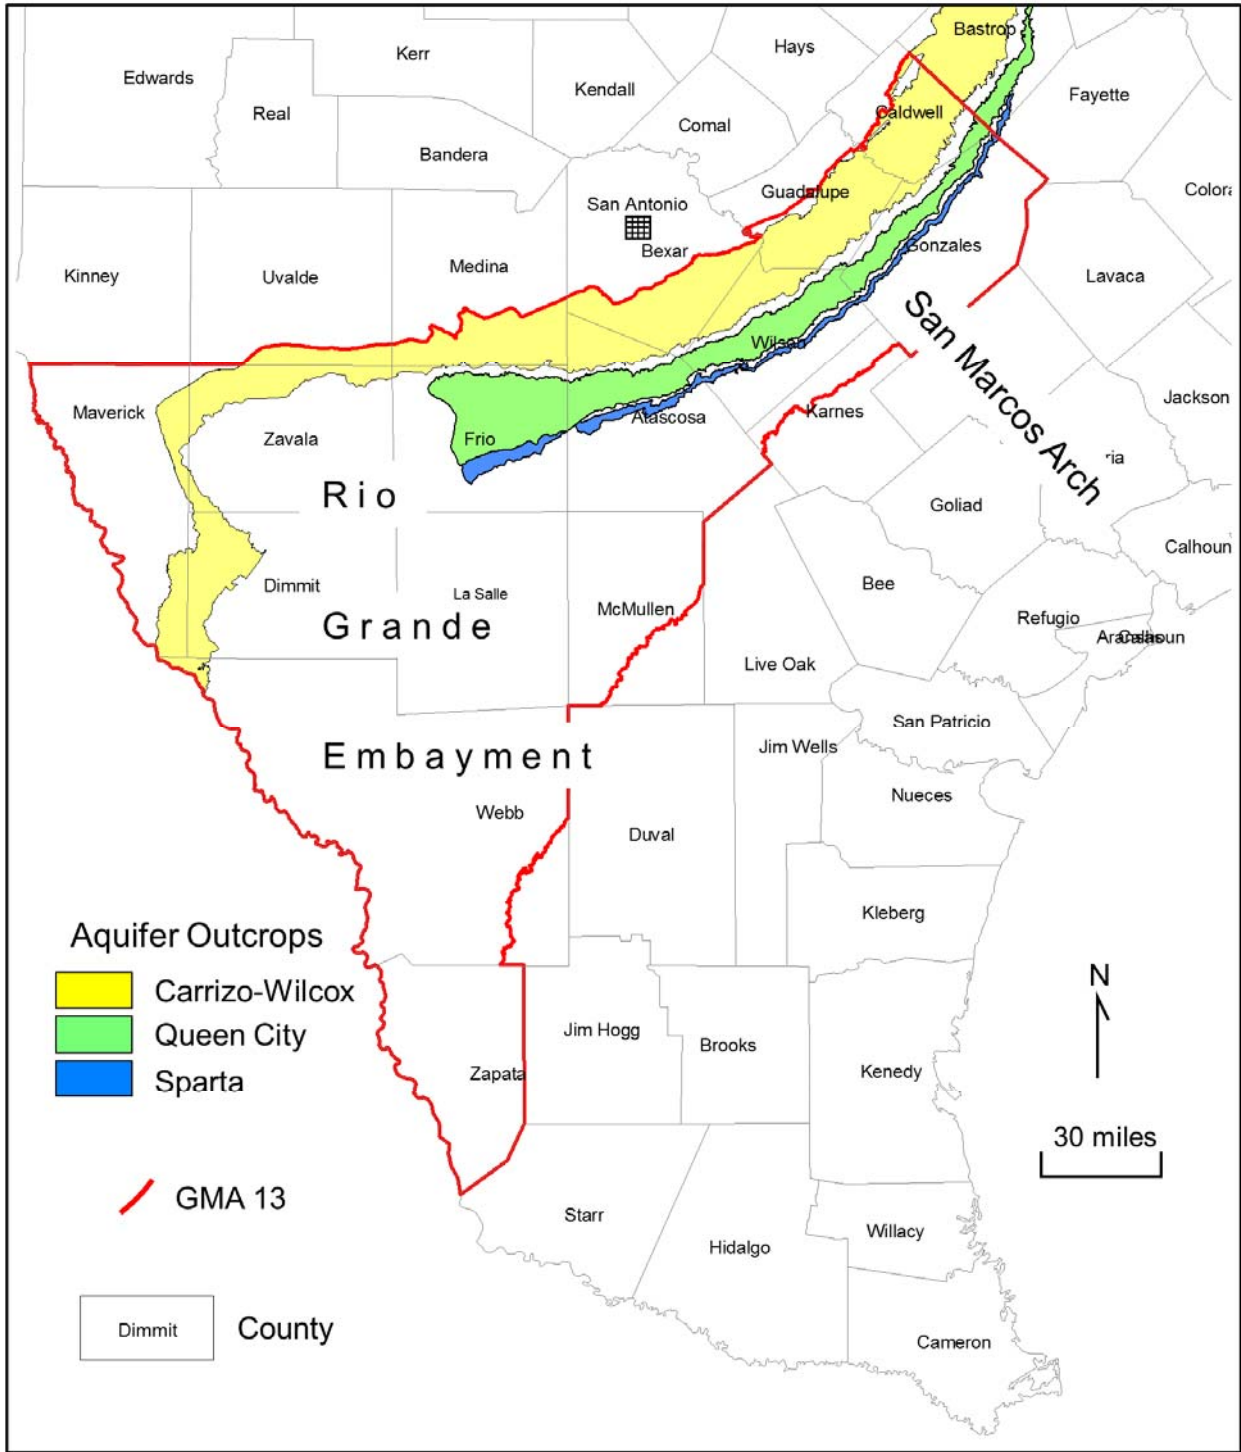 Bastrop
Kerr
Hays
Edwards
Kendall
Fayette
Real
Caldwell
Comal
Bandera
Guadalupe
Colora
San Antonio
Gonzales
Bexar
Medina
Kinney
Uvalde
Lavaca
San Marcos Arch
Wilson
Jackson
Maverick
Karnes
Atascosa
Zavala
Frio
ria
Rio
Goliad
Calhoun
Bee
Dimmit
La Salle
McMullen
Refugio
Grande
Aransas
Calhoun
Live Oak
San Patricio
Jim Wells
Embayment
Nueces
Webb
Duval
Kleberg
Aquifer Outcrops
Carrizo-Wilcox
Queen City
Sparta
N
Jim Hogg
Brooks
Kenedy
Zapata
30 miles
GMA 13
Starr
Willacy
Hidalgo
Dimmit
County
Cameron